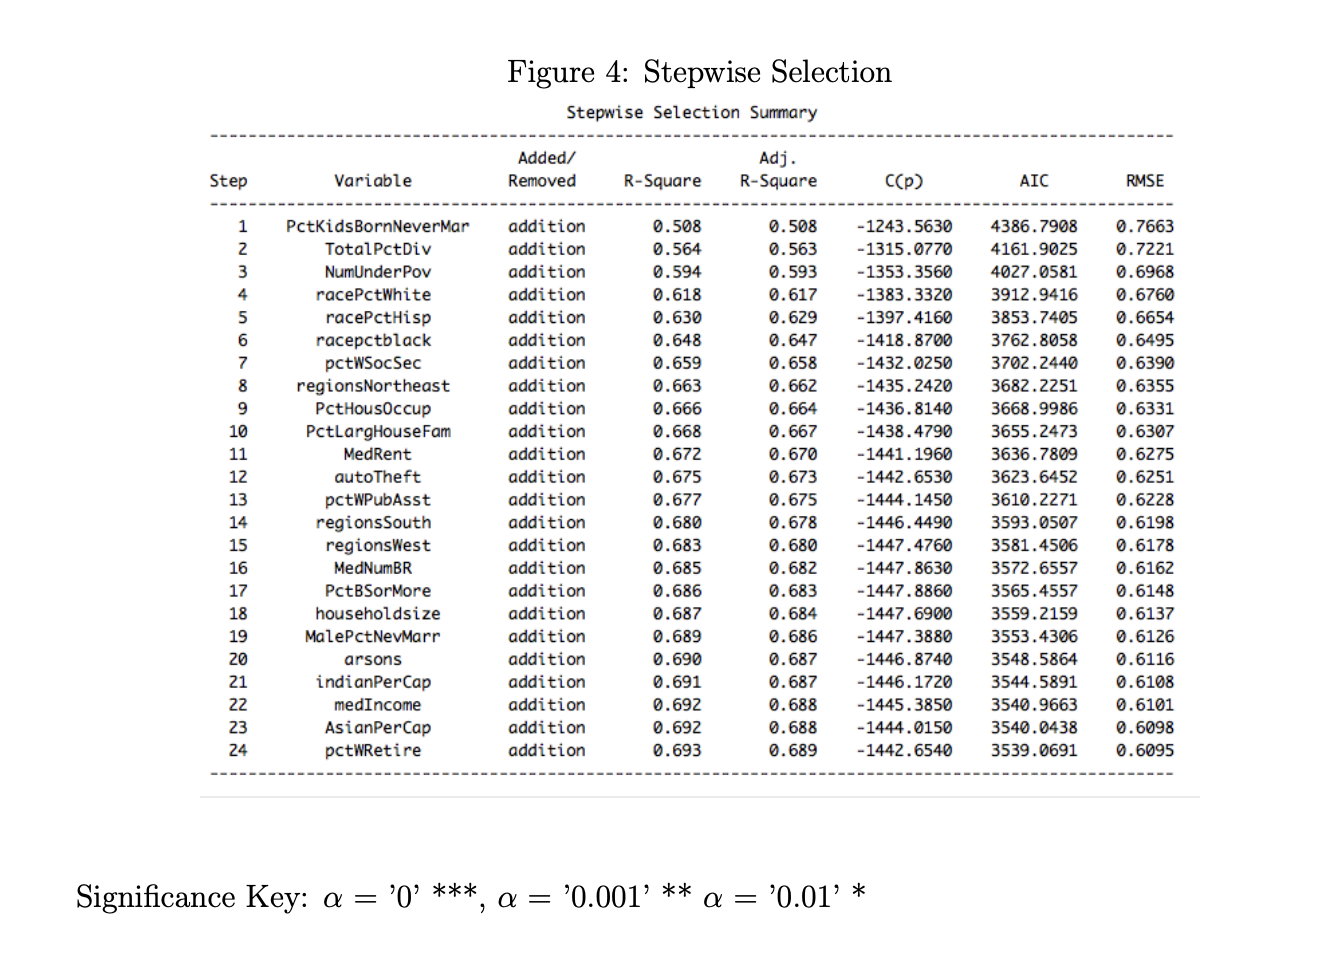 Figure 4: Stepwise Selection
Stepwise Selection Summary
Added/ Adj.
Step Variable Removed R-Square R-Square C(p) AIC RMSE
1 PctKidsBornNeverMar addition 0.508 0.508 -1243.5630 4386.7908 0.7663
2 TotalPctDiv addition 0.564 0.563 -1315.0770 4161.9025 0.7221
3 NumUnderPov addition 0.594 0.593 -1353.3560 4027.0581 0.6968
4 racePctWhite addition 0.618 0.617 -1383.3320 3912.9416 0.6760
5 racePctHisp addition 0.630 0.629 -1397.4160 3853.7405 0.6654
6 racepctblack addition 0.648 0.647 -1418.8700 3762.8058 0.6495
7 pctWSocSec addition 0.659 0.658 -1432.0250 3702.2440 0.6390
8 regionsNortheast addition 0.663 0.662 -1435.2420 3682.2251 0.6355
9 PctHousOccup addition 0.666 0.664 -1436.8140 3668.9986 0.6331
10 PctLargHouseFam addition 0.668 0.667 -1438.4790 3655.2473 0.6307
11 MedRent addition 0.672 0.670 -1441.1960 3636.7809 0.6275
12 autoTheft addition 0.675 0.673 -1442.6530 3623.6452 0.6251
13 pctWPubAsst addition 0.677 0.675 -1444.1450 3610.2271 0.6228
14 regionsSouth addition 0.680 0.678 -1446.4490 3593.0507 0.6198
15 regionsWest addition 0.683 0.680 -1447.4760 3581.4506 0.6178
16 MedNumBR addition 0.685 0.682 -1447.8630 3572.6557 0.6162
17 PctBSorMore addition 0.686 0.683 -1447.8860 3565.4557 0.6148
18 householdsize addition 0.687 0.684 -1447.6900 3559.2159 0.6137
19 MalePctNevMarr addition 0.689 0.686 -1447.3880 3553.4306 0.6126
20 arsons addition 0.690 0.687 -1446.8740 3548.5864 0.6116
21 indianPerCap addition 0.691 0.687 -1446.1720 3544.5891 0.6108
22 medIncome addition 0.692 0.688 -1445.3850 3540.9663 0.6101
23 AsianPerCap addition 0.692 0.688 -1444.0150 3540.0438 0.6098
24 pctWRetire addition 0.693 0.689 -1442.6540 3539.0691 0.6095
Significance Key: α = ’0’ ***, α = ’0.001’ ** α = ’0.01’ *